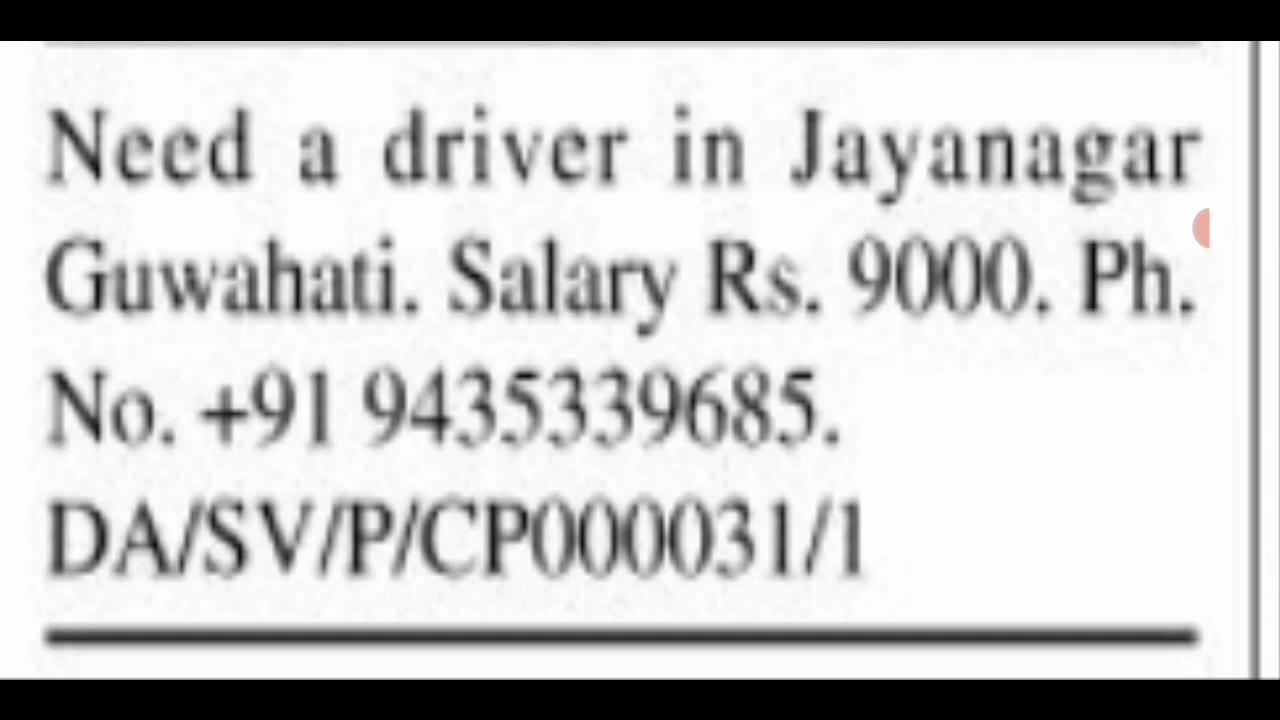 Need a driver in Jayanagar
Guwahati. Salary Rs. 9000. Ph.
No. +91 9435339685.
DA/SV/P/CP000031/1